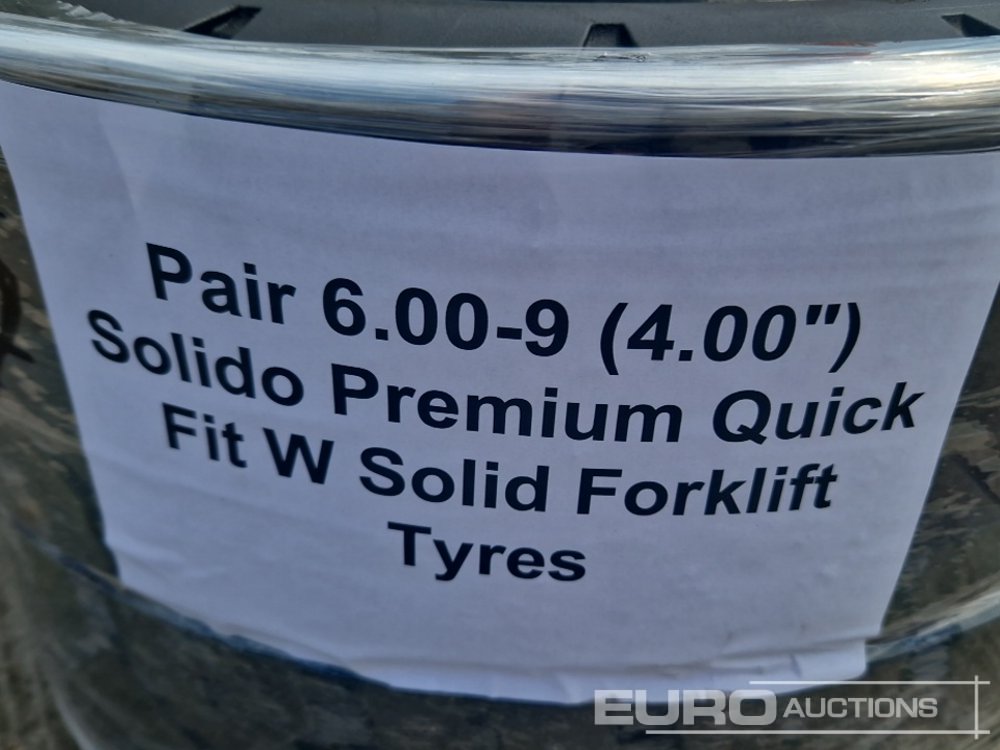 Pair 6.00-9 (4.00")
Solido Premium Quick
Fit W Solid Forklift
Tyres
EURO AUCTIONS